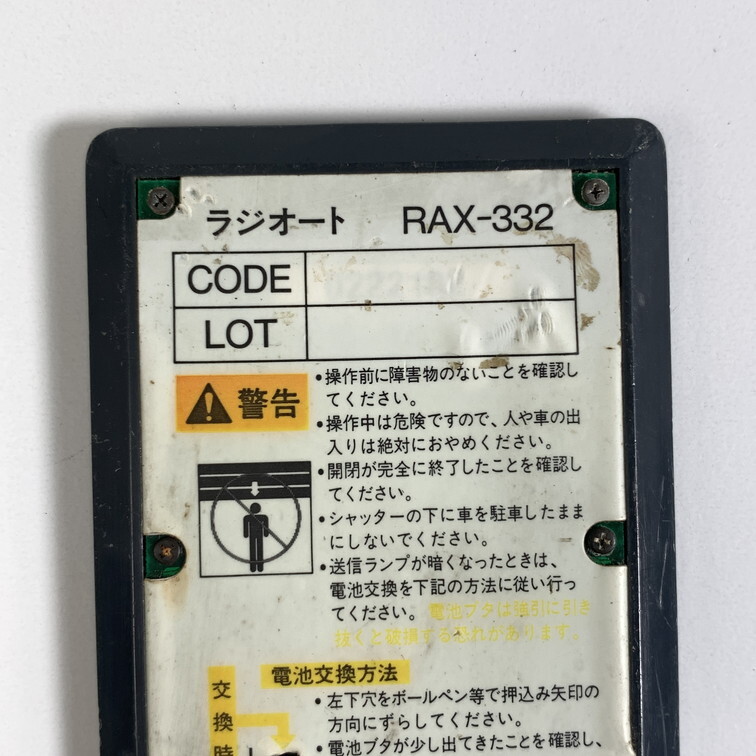 ラジオート RAX-332
CODE
LOT
警告
・操作前に障害物のないことを確認し
てください。
・操作中は危険ですので、人や車の出
入りは絶対におやめください。
・開閉が完全に終了したことを確認し
てください。
・シャッターの下に車を駐車したまま
にしないでください。
・送信ランプが暗くなったときは、
電池交換を下記の方法に従い行っ
てください。電池ブタは強引に引き
抜くと破損する恐れがあります。
電池交換方法
交
換
時
・左下穴をボールペン等で押込み矢印の
方向にずらしてください。
・電池ブタが少し出てきたことを確認し、